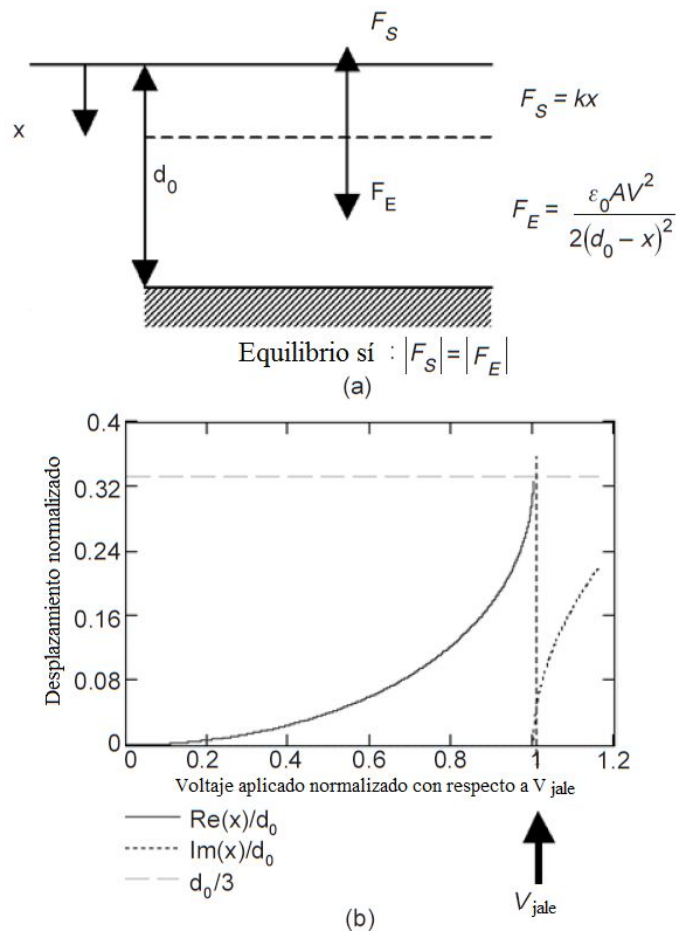 F_S
x
F_S = kx
d_0
F_E
F_E = ε_0AV^2 / 2(d_0 − x)^2
Equilibrio sí : |F_S| = |F_E|
(a)
Desplazamiento normalizado
0.4
0.32
0.24
0.16
0.08
0
0 0.2 0.4 0.6 0.8 1 1.2
Voltaje aplicado normalizado con respecto a V_jale
Re(x)/d_0
Im(x)/d_0
d_0/3
V_jale
(b)